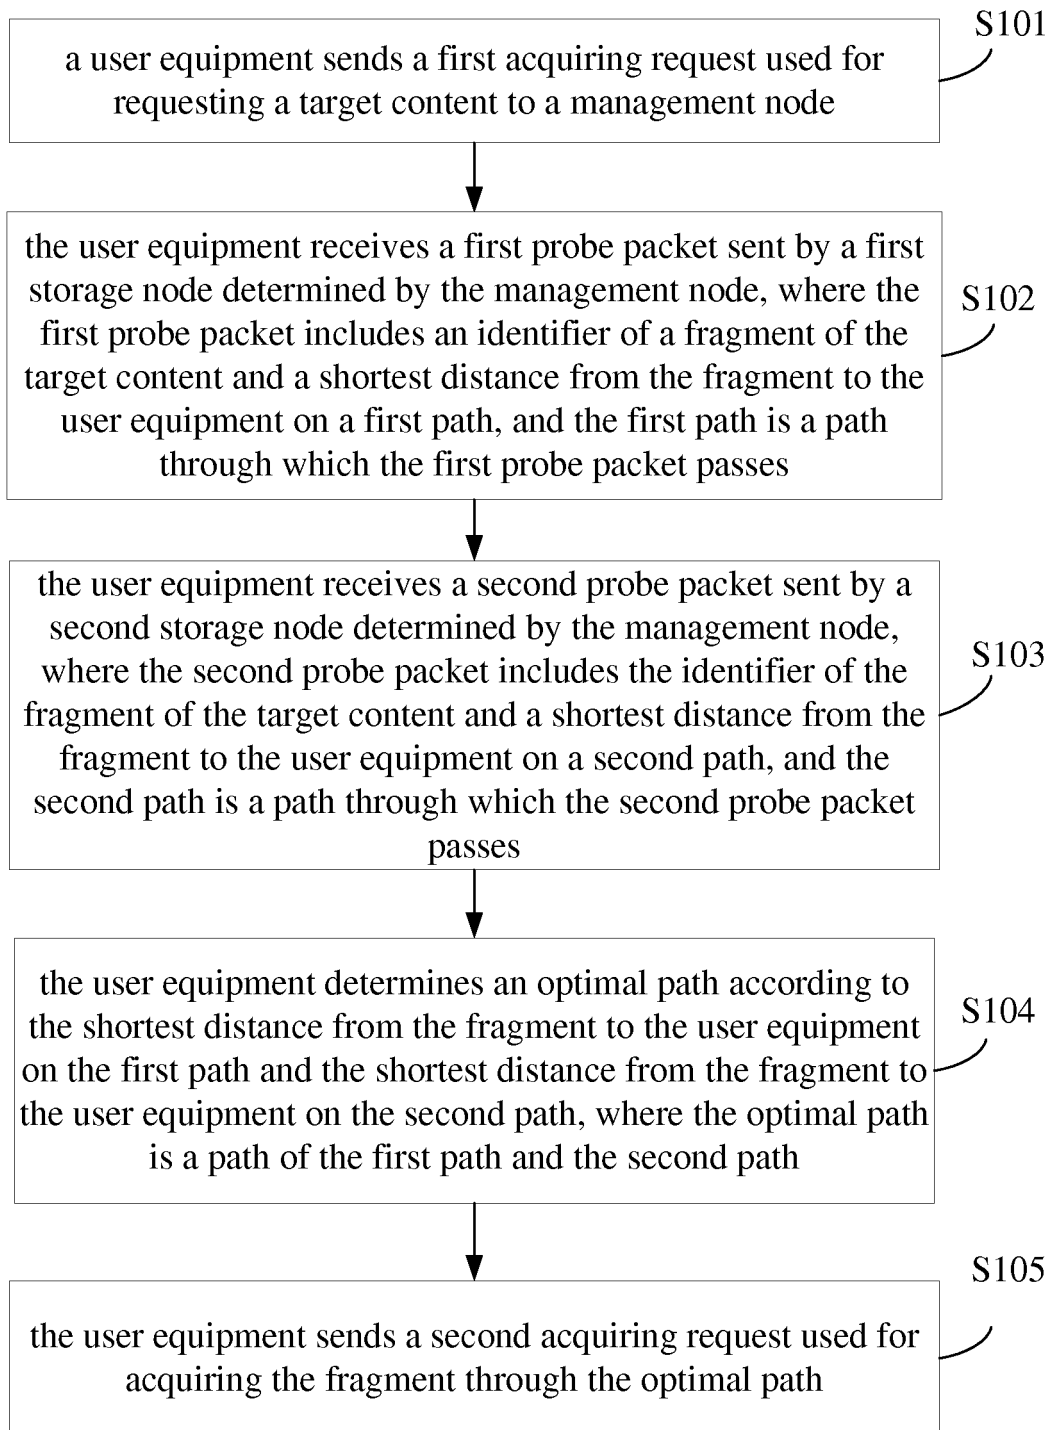 S101
a user equipment sends a first acquiring request used for
requesting a target content to a management node
the user equipment receives a first probe packet sent by a first
storage node determined by the management node, where the
first probe packet includes an identifier of a fragment of the
target content and a shortest distance from the fragment to the
user equipment on a first path, and the first path is a path
through which the first probe packet passes
S102
the user equipment receives a second probe packet sent by a
second storage node determined by the management node,
where the second probe packet includes the identifier of the
fragment of the target content and a shortest distance from the
fragment to the user equipment on a second path, and the
second path is a path through which the second probe packet
passes
S103
the user equipment determines an optimal path according to
the shortest distance from the fragment to the user equipment
on the first path and the shortest distance from the fragment to
the user equipment on the second path, where the optimal path
is a path of the first path and the second path
S104
S105
the user equipment sends a second acquiring request used for
acquiring the fragment through the optimal path